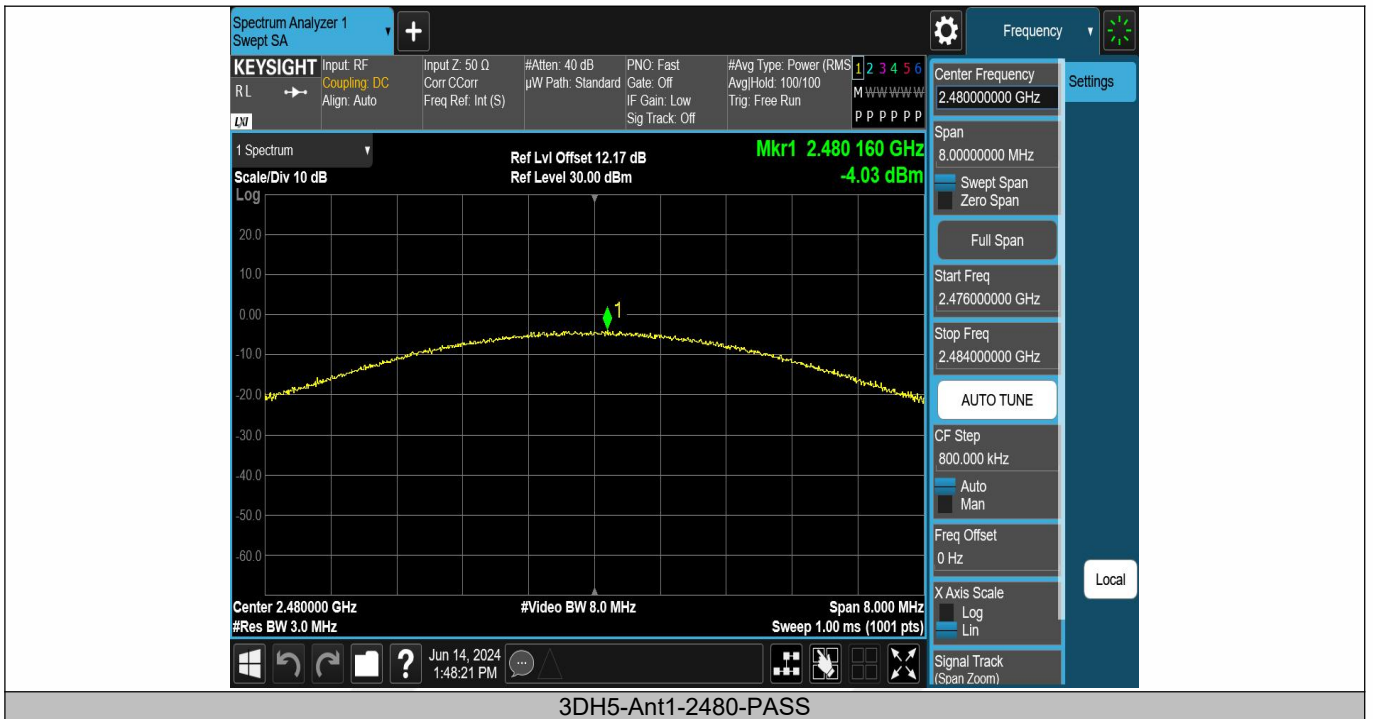 Spectrum Analyzer 1
Swept SA
Frequency
KEYSIGHT
RL
LXI
Input: RF
Coupling: DC
Align: Auto
Input Z: 50 Ω
Corr CCorr
Freq Ref: Int (S)
#Atten: 40 dB
µW Path: Standard
PNO: Fast
Gate: Off
IF Gain: Low
Sig Track: Off
#Avg Type: Power (RMS
Avg|Hold: 100/100
Trig: Free Run
1 2 3 4 5 6
M W W W W W
P P P P P P
1 Spectrum
Scale/Div 10 dB
Log
Ref Lvl Offset 12.17 dB
Ref Level 30.00 dBm
Mkr1 2.480 160 GHz
-4.03 dBm
20.0
10.0
0.00
-10.0
-20.0
-30.0
-40.0
-50.0
-60.0
1
Center 2.480000 GHz
#Res BW 3.0 MHz
#Video BW 8.0 MHz
Span 8.000 MHz
Sweep 1.00 ms (1001 pts)
Jun 14, 2024
1:48:21 PM
Center Frequency
2.480000000 GHz
Settings
Span
8.00000000 MHz
Swept Span
Zero Span
Full Span
Start Freq
2.476000000 GHz
Stop Freq
2.484000000 GHz
AUTO TUNE
CF Step
800.000 kHz
Auto
Man
Freq Offset
0 Hz
Local
X Axis Scale
Log
Lin
Signal Track
(Span Zoom)
3DH5-Ant1-2480-PASS